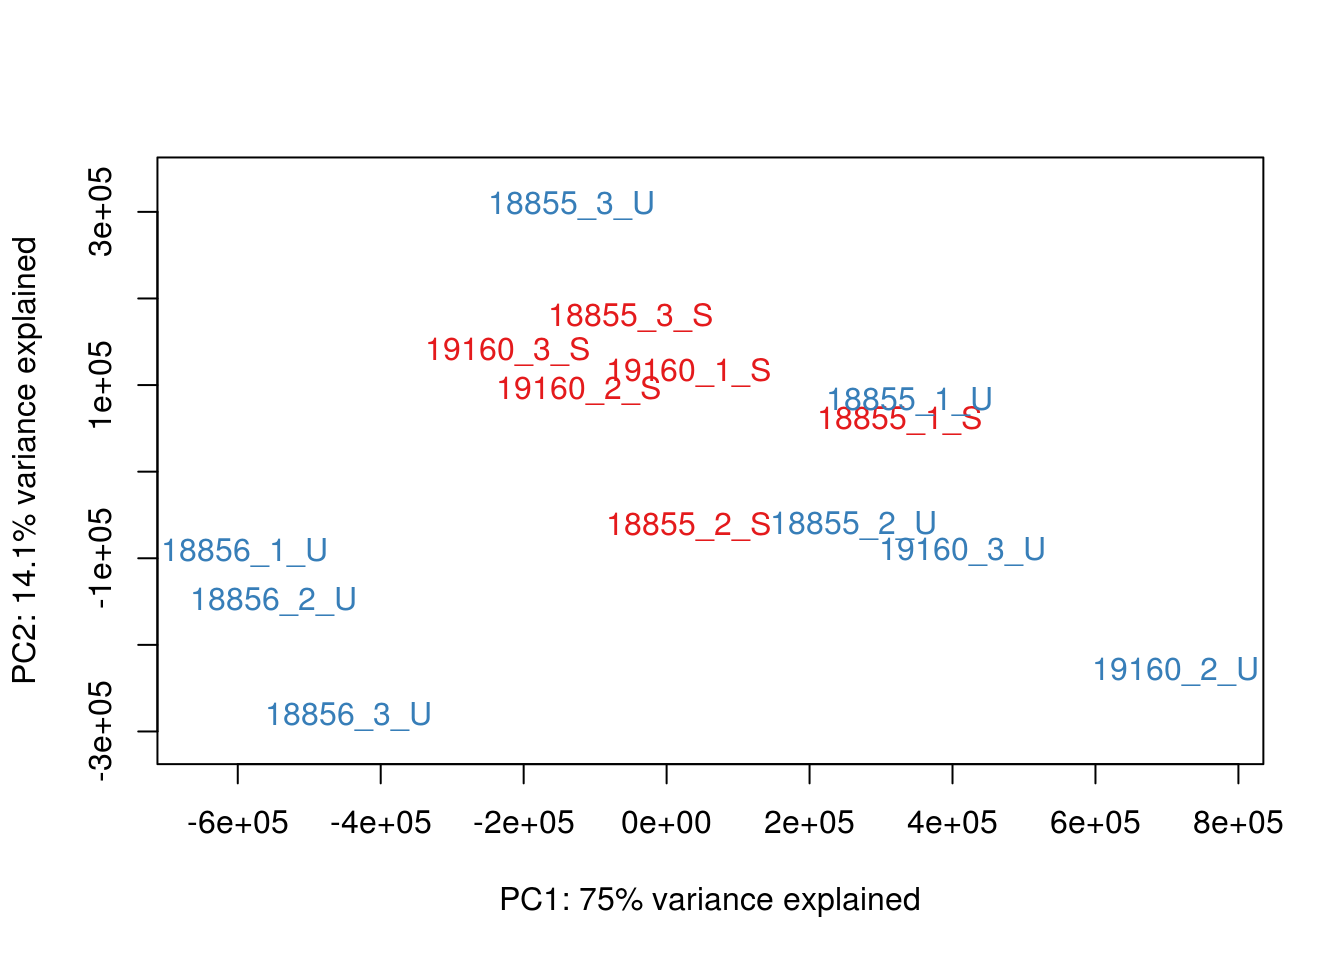 18855_3_U
18855_3_S
19160_3_S
19160_1_S
19160_2_S
18855_1_U
18855_1_S
18855_2_S
18855_2_U
19160_3_U
18856_1_U
18856_2_U
19160_2_U
18856_3_U
3e+05
1e+05
-1e+05
-3e+05
PC2: 14.1% variance explained
-6e+05 -4e+05 -2e+05 0e+00 2e+05 4e+05 6e+05 8e+05
PC1: 75% variance explained